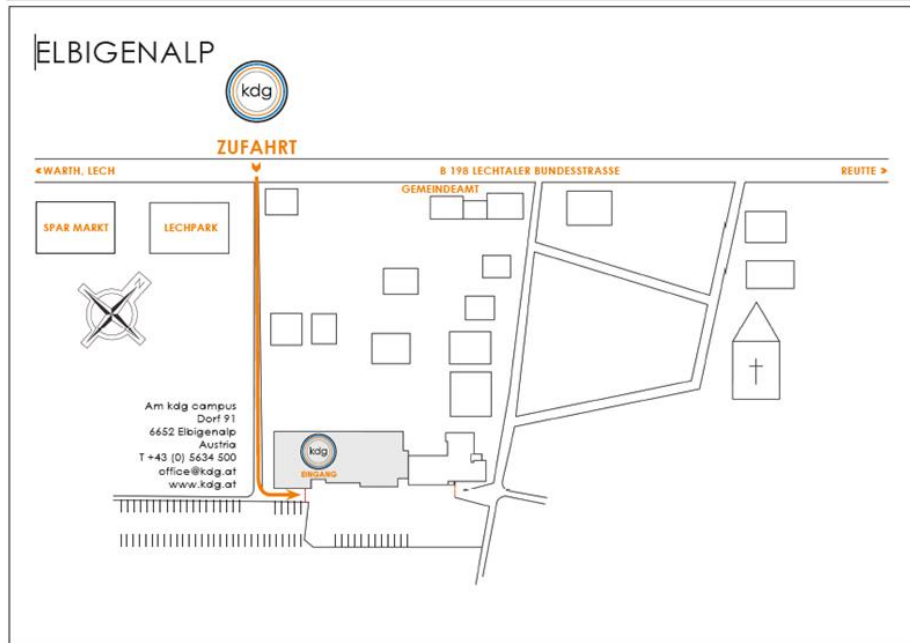 ELBIGENALP
kdg
ZUFAHRT
«WARTH, LECH
B 198 LECHTALER BUNDESSTRASSE
REUTTE »
GEMEINDEAMT
SPAR MARKT
LECHPARK
N
Am kdg campus
Dorf 91
6652 Elbigenalp
Austria
T +43 (0) 5634 500
office@kdg.at
www.kdg.at
kdg
EINGANG